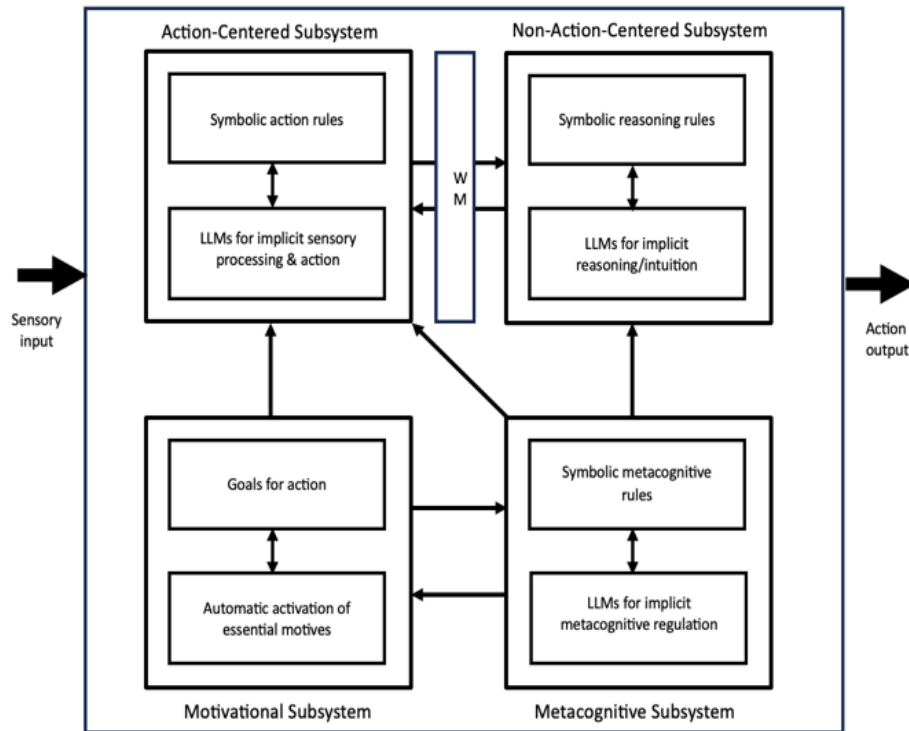 Action-Centered Subsystem
Non-Action-Centered Subsystem
Symbolic action rules
LLMs for implicit sensory
processing & action
W
M
Symbolic reasoning rules
LLMs for implicit
reasoning/intuition
Sensory
input
Action
output
Goals for action
Automatic activation of
essential motives
Symbolic metacognitive
rules
LLMs for implicit
metacognitive regulation
Motivational Subsystem
Metacognitive Subsystem